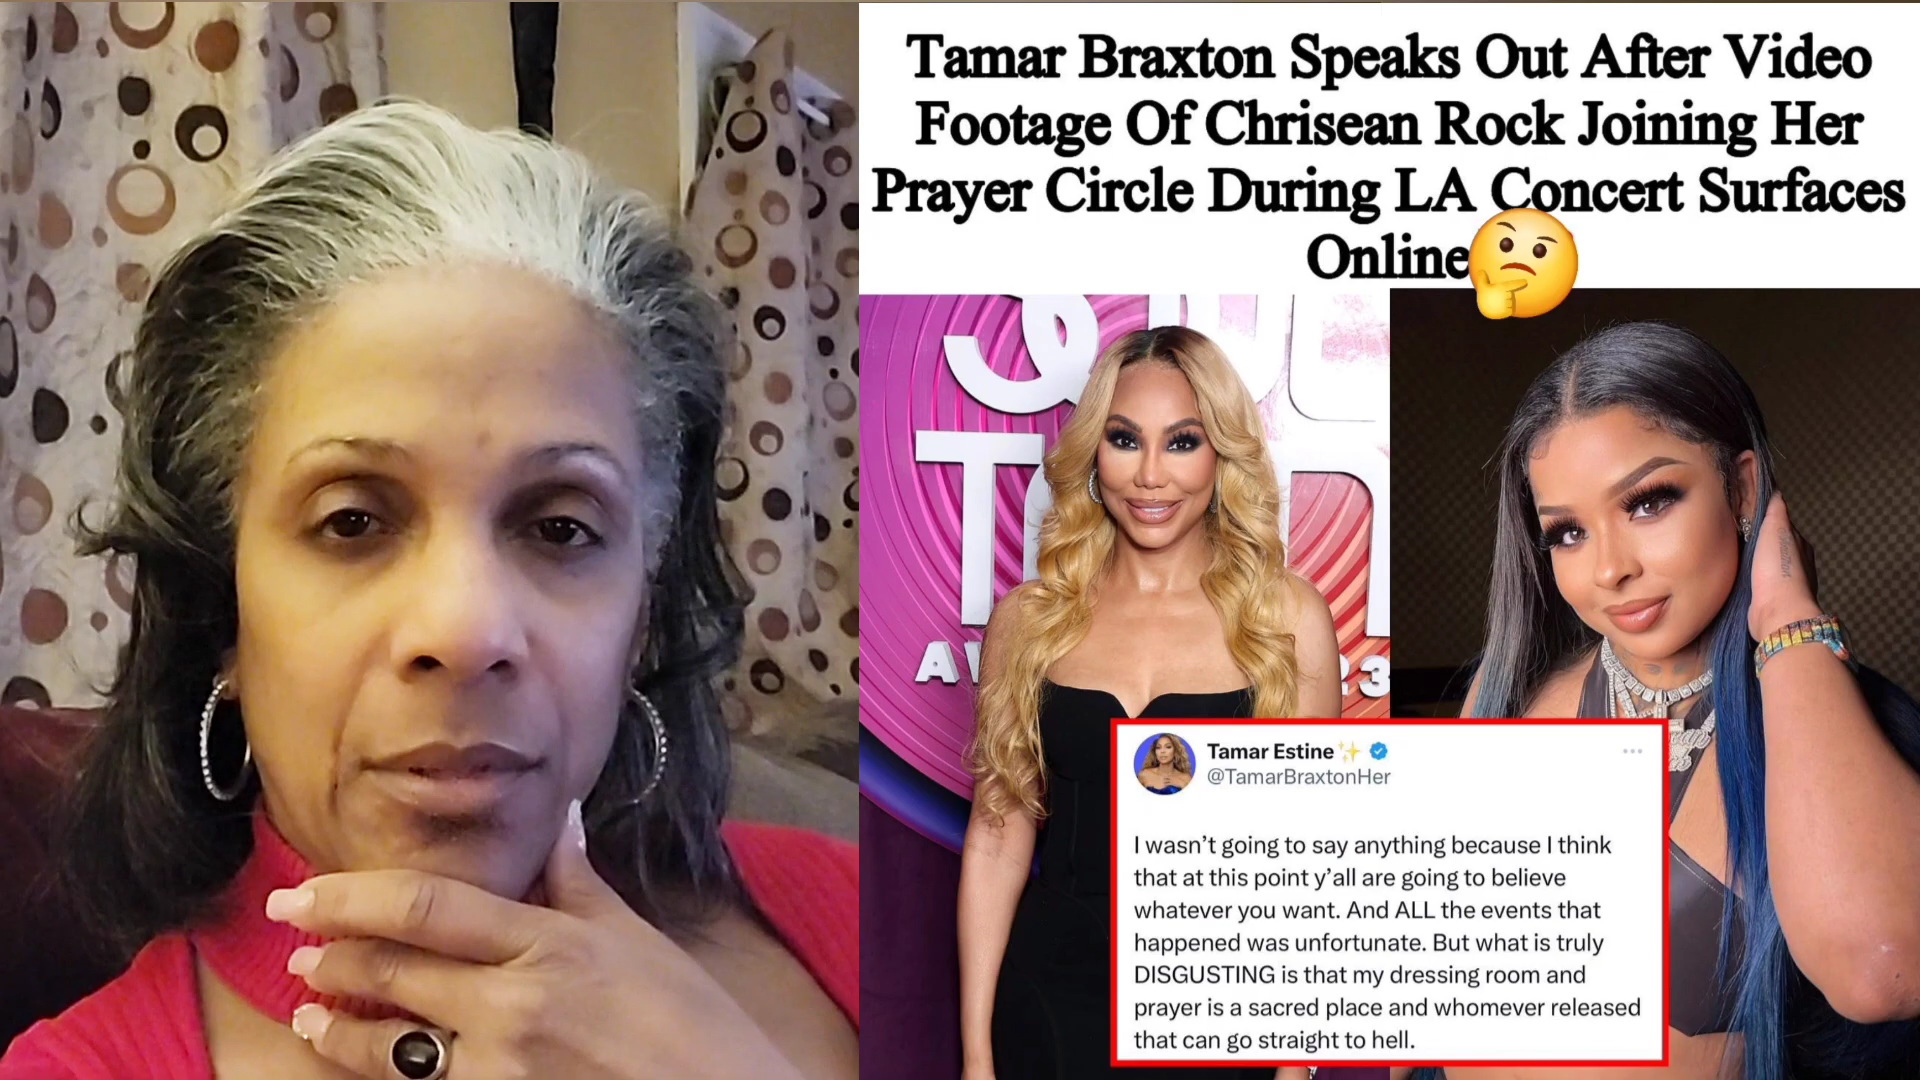 Tamar Braxton Speaks Out After Video
Footage Of Chrisean Rock Joining Her
Prayer Circle During LA Concert Surfaces
Online
Tamar Estine
@TamarBraxtonHer
I wasn’t going to say anything because I think
that at this point y’all are going to believe
whatever you want. And ALL the events that
happened was unfortunate. But what is truly
DISGUSTING is that my dressing room and
prayer is a sacred place and whomever released
that can go straight to hell.